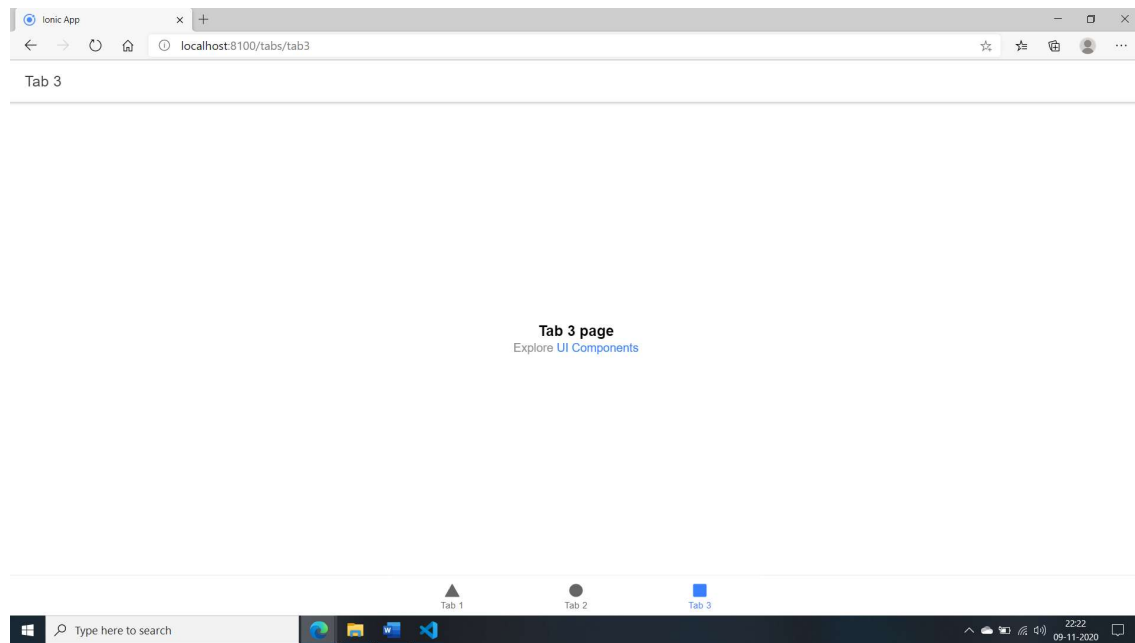 Ionic App
localhost:8100/tabs/tab3
Tab 3
Tab 3 page
Explore UI Components
Tab 1
Tab 2
Tab 3
Type here to search
22:22
09-11-2020